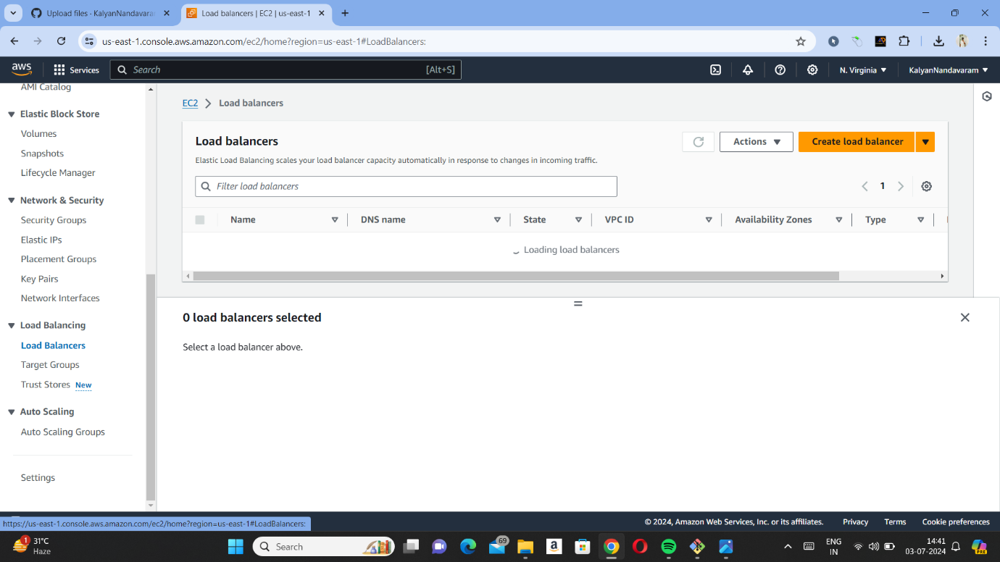 Upload files · KalyanNandavara
Load balancers | EC2 | us-east-1
us-east-1.console.aws.amazon.com/ec2/home?region=us-east-1#LoadBalancers:
aws
Services
Search
[Alt+S]
N. Virginia
KalyanNandavaram
AMI Catalog
Elastic Block Store
Volumes
Snapshots
Lifecycle Manager
Network & Security
Security Groups
Elastic IPs
Placement Groups
Key Pairs
Network Interfaces
Load Balancing
Load Balancers
Target Groups
Trust Stores New
Auto Scaling
Auto Scaling Groups
Settings
EC2 > Load balancers
Load balancers
Actions
Create load balancer
Elastic Load Balancing scales your load balancer capacity automatically in response to changes in incoming traffic.
Filter load balancers
1
Name
DNS name
State
VPC ID
Availability Zones
Type
Loading load balancers
0 load balancers selected
Select a load balancer above.
https://us-east-1.console.aws.amazon.com/ec2/home?region=us-east-1#LoadBalancers:
© 2024, Amazon Web Services, Inc. or its affiliates.
Privacy
Terms
Cookie preferences
1
31°C
Haze
Search
69
a
ENG
IN
14:41
03-07-2024
PRE